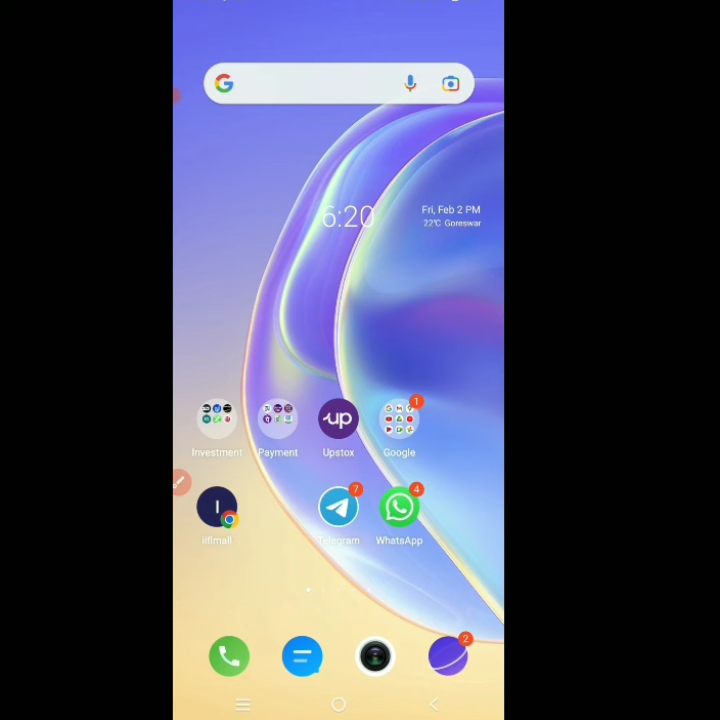 6:20
Fri, Feb 2 PM
22°C Goreswar
1
up
Investment
Payment
Upstox
Google
7
4
I
iiflmall
Telegram
WhatsApp
2